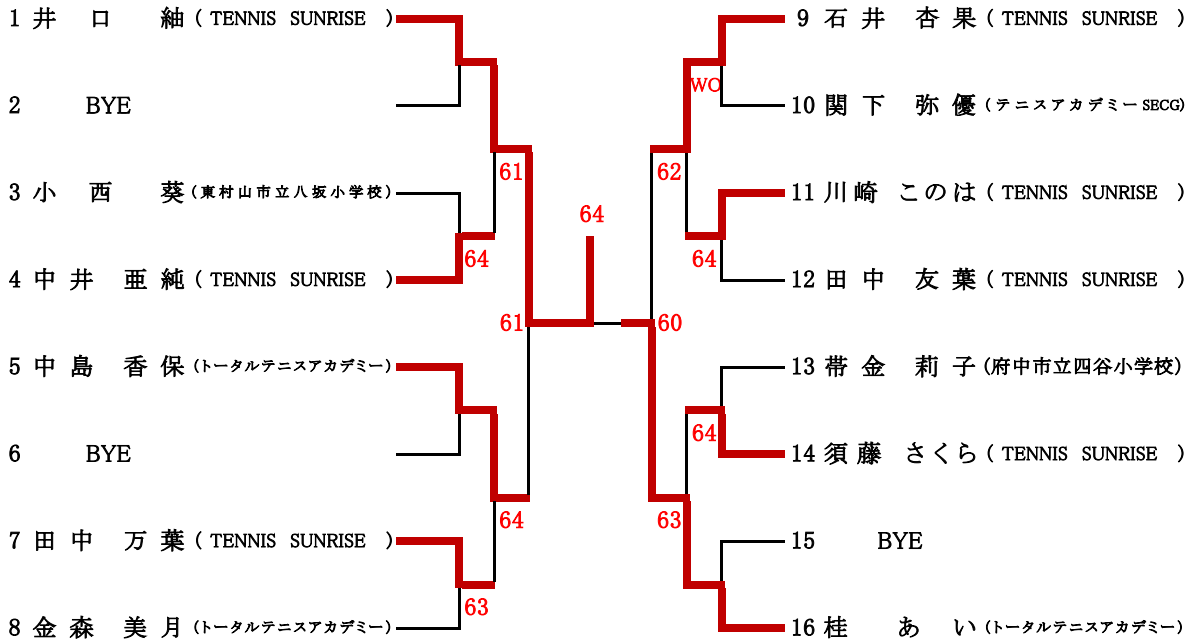 1 井 口 紬 ( TENNIS SUNRISE )
2 BYE
61
3 小 西 葵 (東村山市立八坂小学校)
64
4 中 井 亜 純 ( TENNIS SUNRISE )
61
5 中 島 香 保 (トータルテニスアカデミー)
6 BYE
64
7 田 中 万 葉 ( TENNIS SUNRISE )
63
8 金 森 美 月 (トータルテニスアカデミー)
64
9 石 井 杏 果 ( TENNIS SUNRISE )
WO
10 関 下 弥 優 (テニスアカデミーSECG)
62
11 川 崎 このは ( TENNIS SUNRISE )
64
12 田 中 友 葉 ( TENNIS SUNRISE )
60
13 帯 金 莉 子 (府中市立四谷小学校)
64
14 須 藤 さくら ( TENNIS SUNRISE )
63
15 BYE
16 桂 あ い (トータルテニスアカデミー)